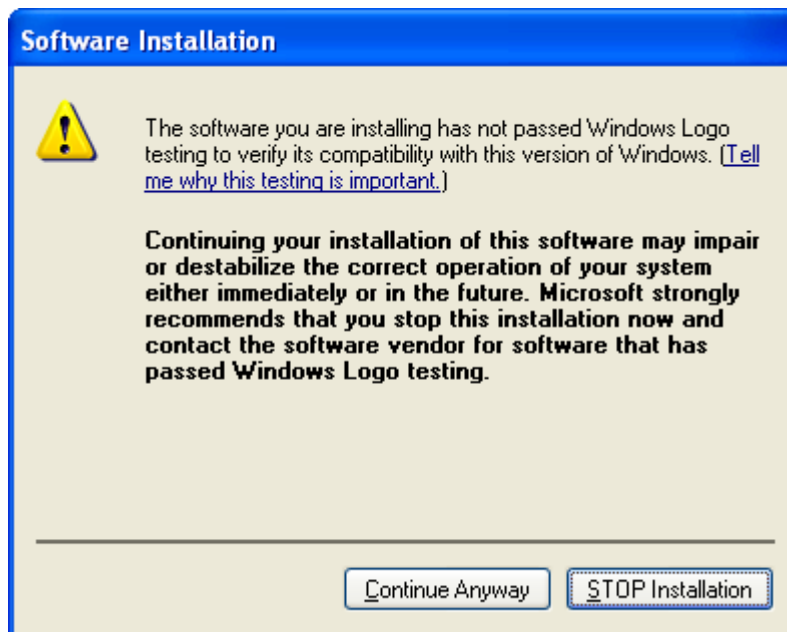 Software Installation
The software you are installing has not passed Windows Logo
testing to verify its compatibility with this version of Windows. (Tell
me why this testing is important.)
Continuing your installation of this software may impair
or destabilize the correct operation of your system
either immediately or in the future. Microsoft strongly
recommends that you stop this installation now and
contact the software vendor for software that has
passed Windows Logo testing.
Continue Anyway
STOP Installation